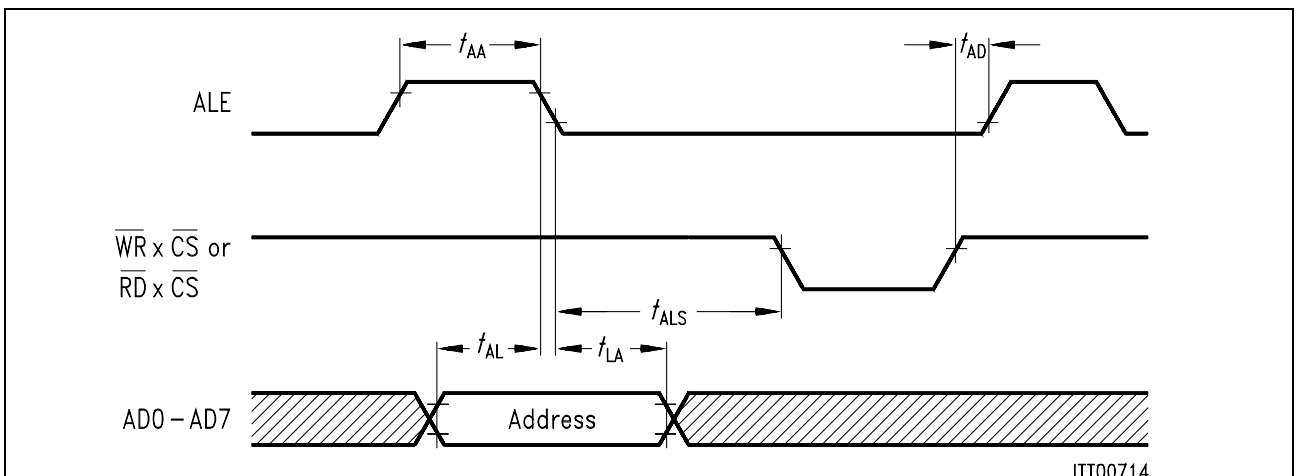 tAA
tAD
ALE
WR x CS or
RD x CS
tALS
tAL
tLA
AD0 – AD7
Address
ITT00714